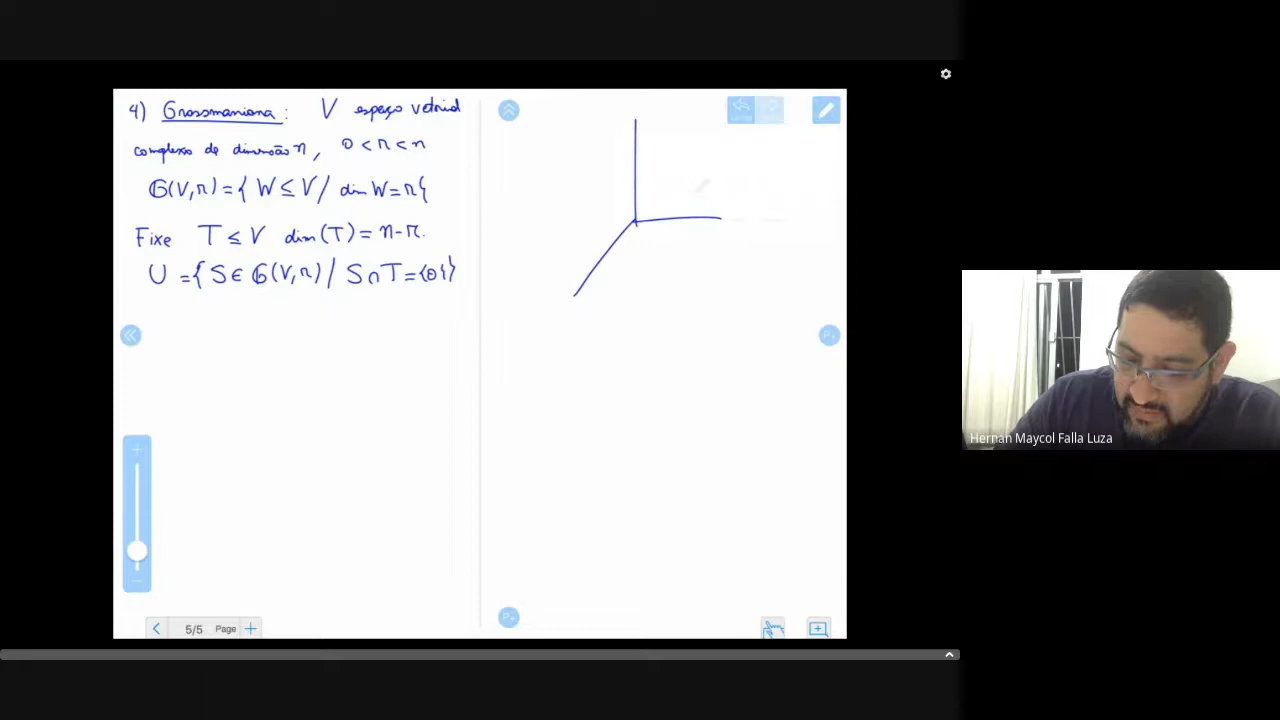 4) Grassmaniana: V espaço vetorial
complexo de dimensão n, 0 < r < n
G(V,r) = { W ≤ V / dim W = r }
Fixe T ≤ V dim(T) = n-r.
U = { S ∈ G(V,r) / S ∩ T = {0} }
Hernan Maycol Falla Luza
5/5 Page